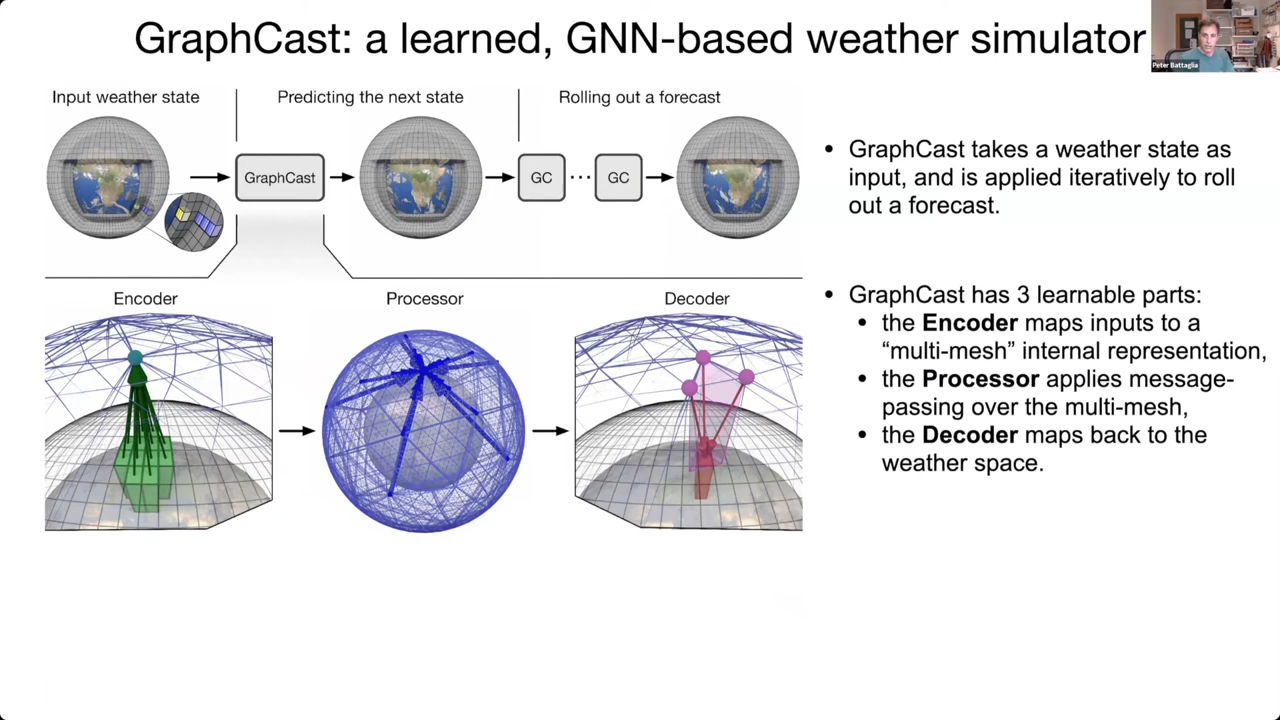 GraphCast: a learned, GNN-based weather simulator
Peter Battaglia
Input weather state
Predicting the next state
Rolling out a forecast
GraphCast
GC
...
GC
Encoder
Processor
Decoder
• GraphCast takes a weather state as
input, and is applied iteratively to roll
out a forecast.
• GraphCast has 3 learnable parts:
• the Encoder maps inputs to a
“multi-mesh” internal representation,
• the Processor applies message-
passing over the multi-mesh,
• the Decoder maps back to the
weather space.